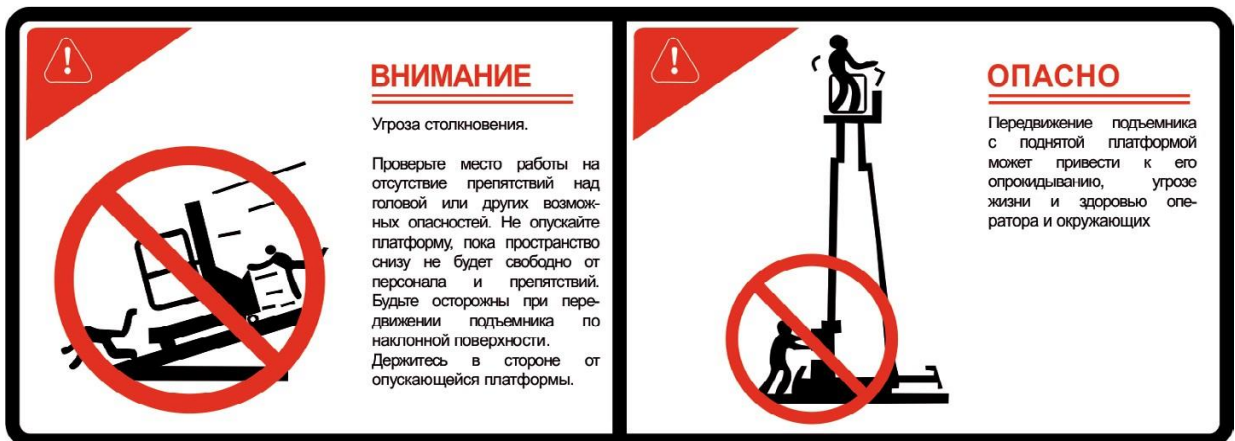 ВНИМАНИЕ
Угроза столкновения.
Проверьте место работы на
отсутствие препятствий над
головой или других возмож-
ных опасностей. Не опускайте
платформу, пока пространство
снизу не будет свободно от
персонала и препятствий.
Будьте осторожны при пере-
движении подъемника по
наклонной поверхности.
Держитесь в стороне от
опускающейся платформы.
ОПАСНО
Передвижение подъемника
с поднятой платформой
может привести к его
опрокидыванию, угрозе
жизни и здоровью опе-
ратора и окружающих